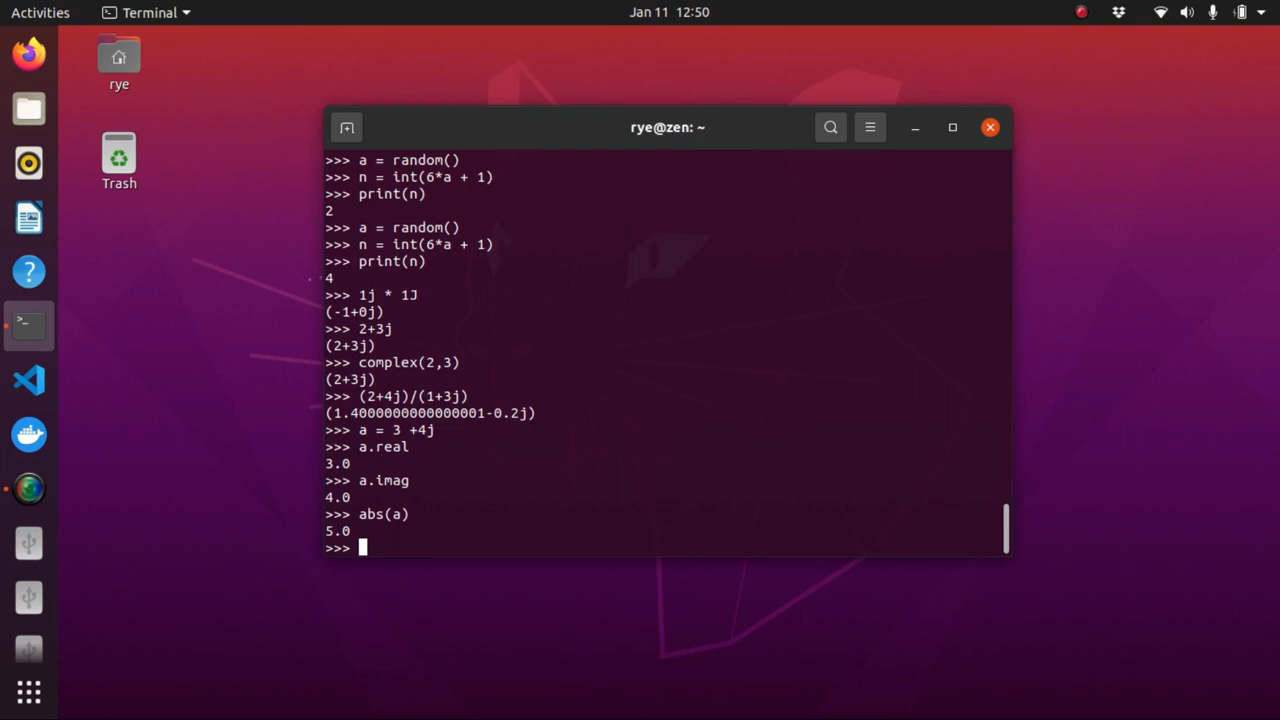 Activities
Terminal
Jan 11 12:50
rye
Trash
rye@zen: ~
>>> a = random()
>>> n = int(6*a + 1)
>>> print(n)
2
>>> a = random()
>>> n = int(6*a + 1)
>>> print(n)
4
>>> 1j * 1J
(-1+0j)
>>> 2+3j
(2+3j)
>>> complex(2,3)
(2+3j)
>>> (2+4j)/(1+3j)
(1.4000000000000001-0.2j)
>>> a = 3 +4j
>>> a.real
3.0
>>> a.imag
4.0
>>> abs(a)
5.0
>>>